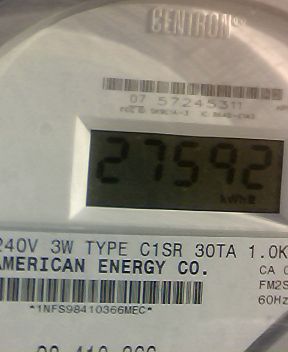 CENTRON
07 57245311
27592
kWh
240V 3W TYPE C1SR 30TA 1.0K
AMERICAN ENERGY CO.
CA
FM2S
60Hz
*1NFS98410366MEC*